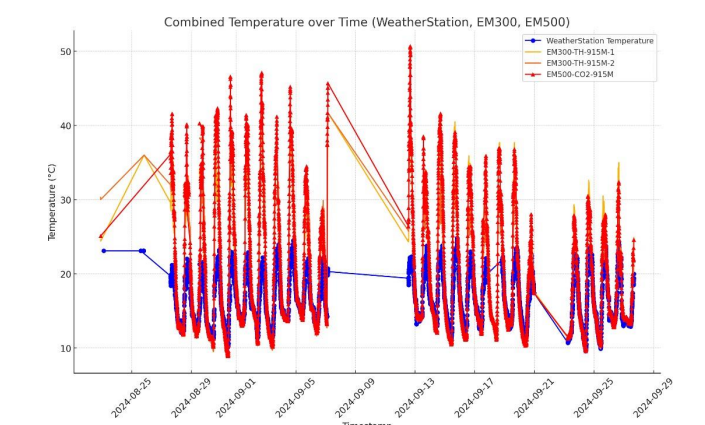 Combined Temperature over Time (WeatherStation, EM300, EM500)
WeatherStation Temperature
EM300-TH-915M-1
EM300-TH-915M-2
EM500-CO2-915M
Temperature (°C)
50
40
30
20
10
2024-08-25
2024-08-29
2024-09-01
2024-09-05
2024-09-09
2024-09-13
2024-09-17
2024-09-21
2024-09-25
2024-09-29
Timestamp